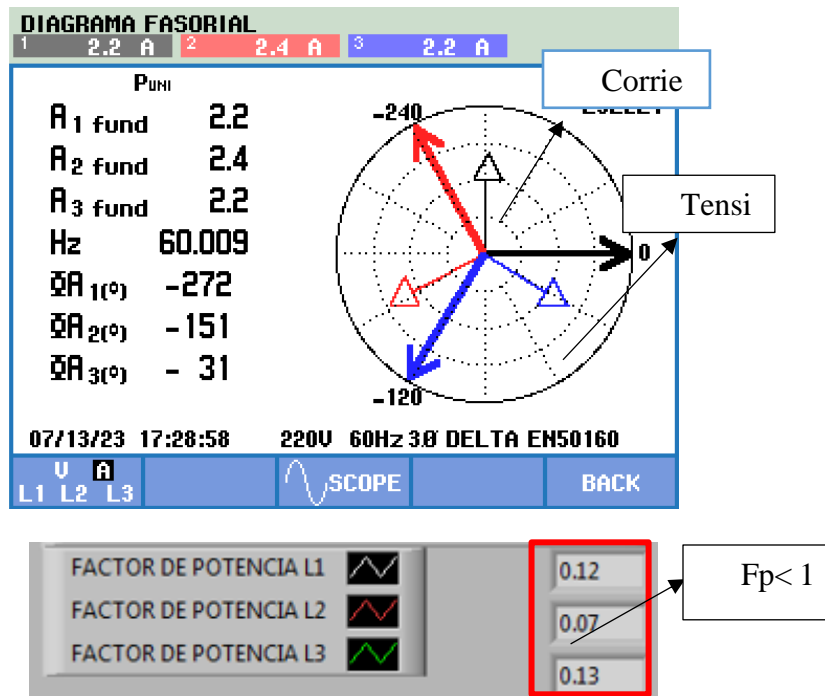 DIAGRAMA FASORIAL
1 2.2 A 2 2.4 A 3 2.2 A
PUNI
A1 fund 2.2
A2 fund 2.4
A3 fund 2.2
Hz 60.009
ΦA1(°) -272
ΦA2(°) -151
ΦA3(°) - 31
-240
0
-120
Corrie
Tensi
07/13/23 17:28:58 220V 60Hz 3Ø DELTA EN50160
V A
L1 L2 L3
SCOPE
BACK
FACTOR DE POTENCIA L1 0.12
FACTOR DE POTENCIA L2 0.07
FACTOR DE POTENCIA L3 0.13
Fp< 1